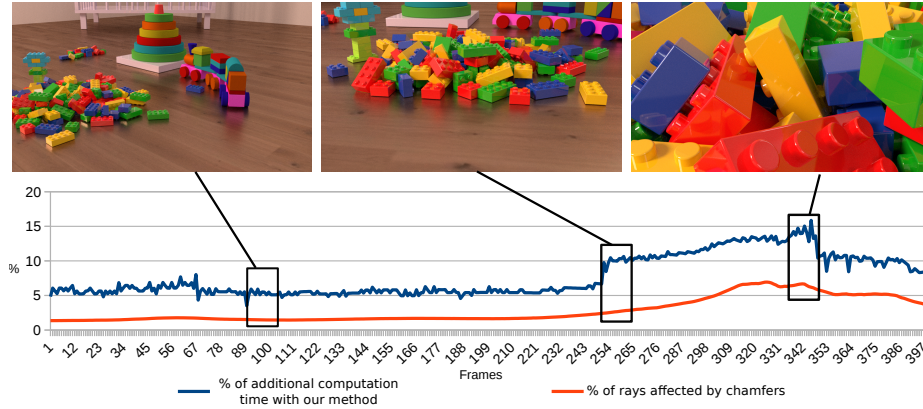 20
15
%
10
5
0
1 12 23 34 45 56 67 78 89 100 111 122 133 144 155 166 177 188 199 210 221 232 243 254 265 276 287 298 309 320 331 342 353 364 375 386 397
Frames
% of additional computation
time with our method
% of rays affected by chamfers